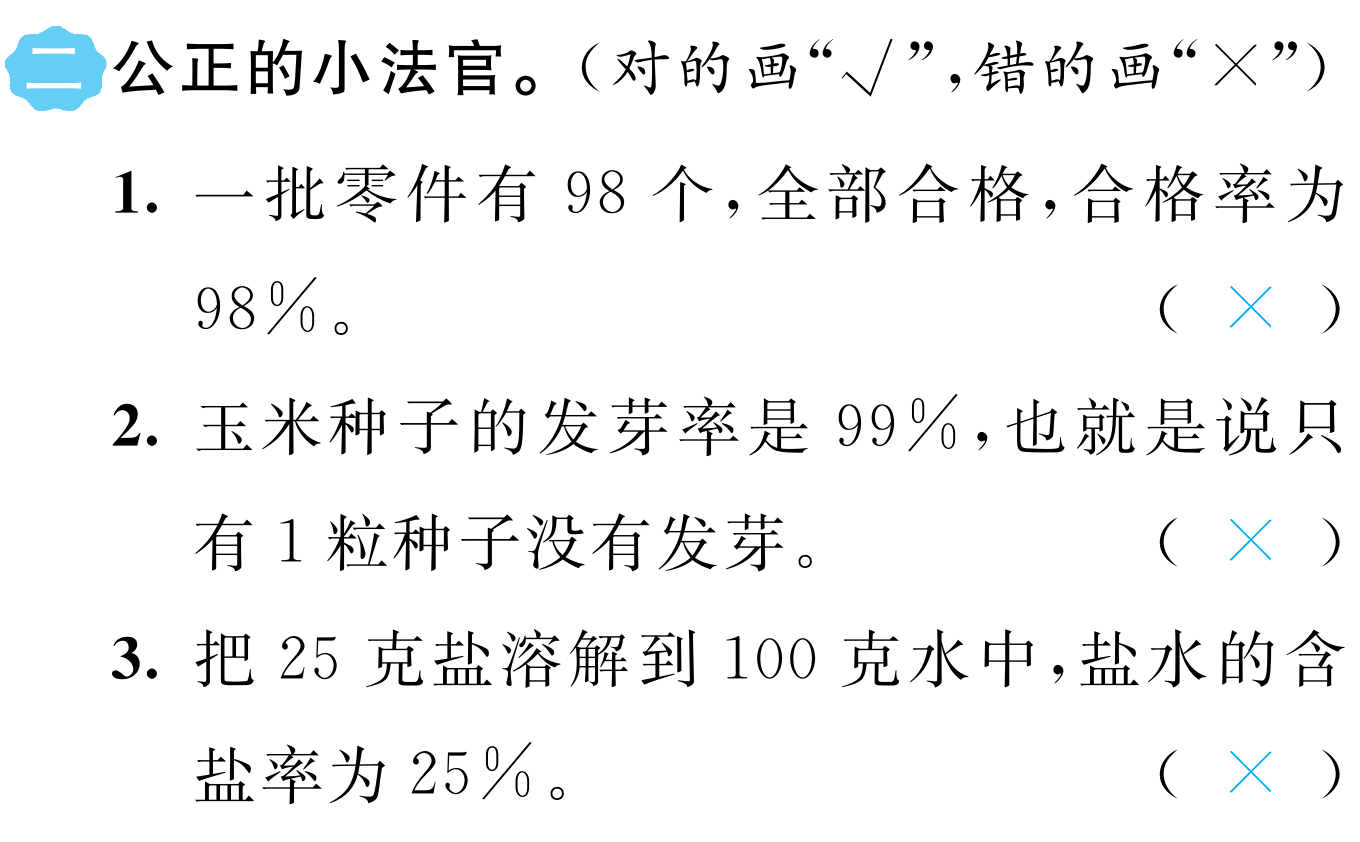 二 公正的小法官。(对的画“√”,错的画“×”)
1. 一批零件有 98 个,全部合格,合格率为
98%。 ( × )
2. 玉米种子的发芽率是 99%,也就是说只
有 1 粒种子没有发芽。 ( × )
3. 把 25 克盐溶解到 100 克水中,盐水的含
盐率为 25%。 ( × )